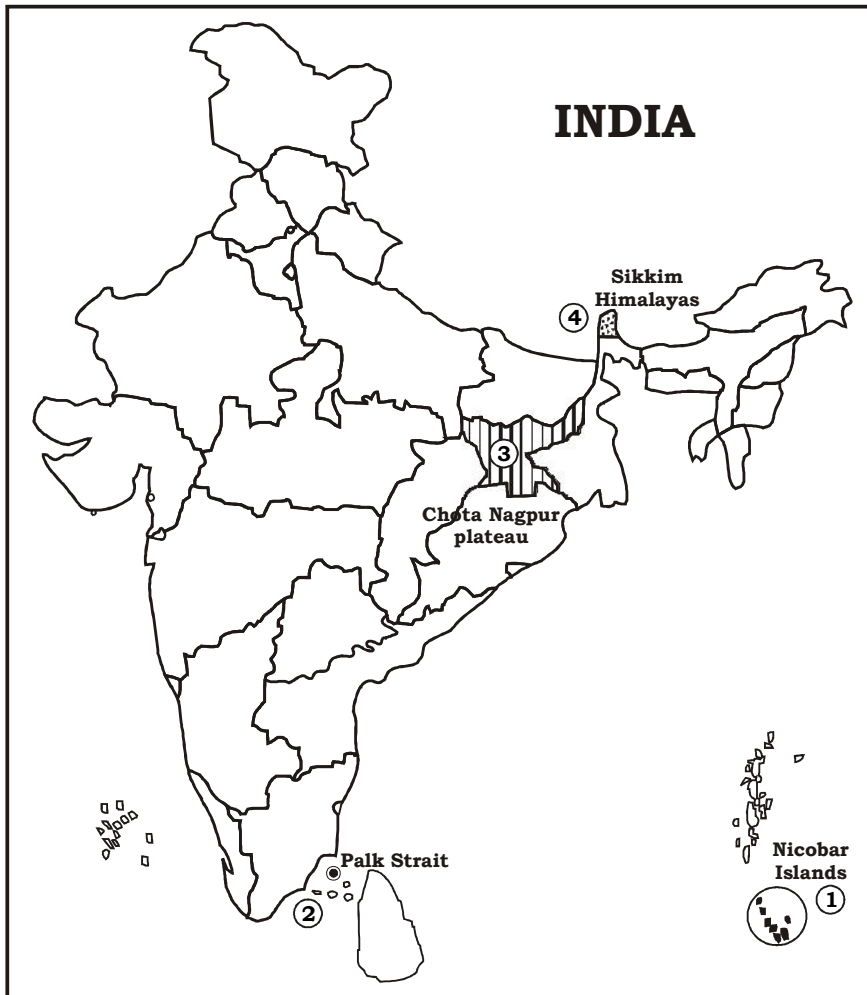 INDIA
Sikkim
Himalayas
4
3
Chota Nagpur
plateau
Palk Strait
2
Nicobar
Islands
1